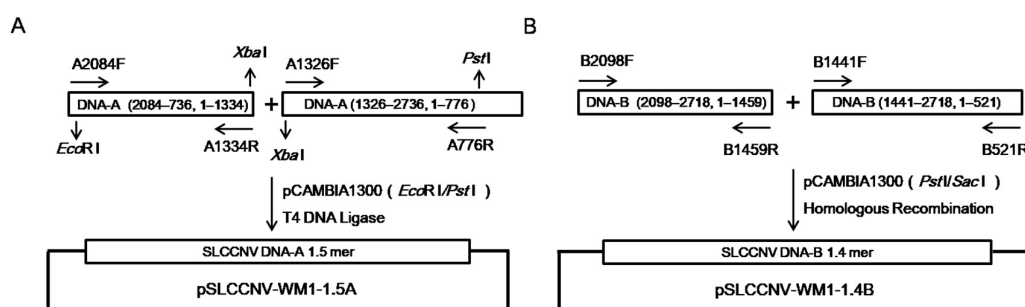 A
A2084F
XbaI
A1326F
PstI
DNA-A (2084–736, 1–1334)
+
DNA-A (1326–2736, 1–776)
EcoRI
A1334R
XbaI
A776R
pCAMBIA1300 ( EcoRI/PstI )
T4 DNA Ligase
SLCCNV DNA-A 1.5 mer
pSLCCNV-WM1-1.5A
B
B2098F
B1441F
DNA-B (2098–2718, 1–1459)
+
DNA-B (1441–2718, 1–521)
B1459R
B521R
pCAMBIA1300 ( PstI/SacI )
Homologous Recombination
SLCCNV DNA-B 1.4 mer
pSLCCNV-WM1-1.4B